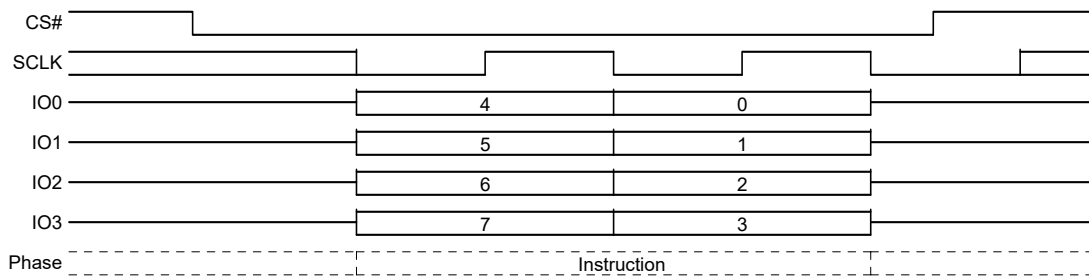 CS#
SCLK
IO0 4 0
IO1 5 1
IO2 6 2
IO3 7 3
Phase Instruction